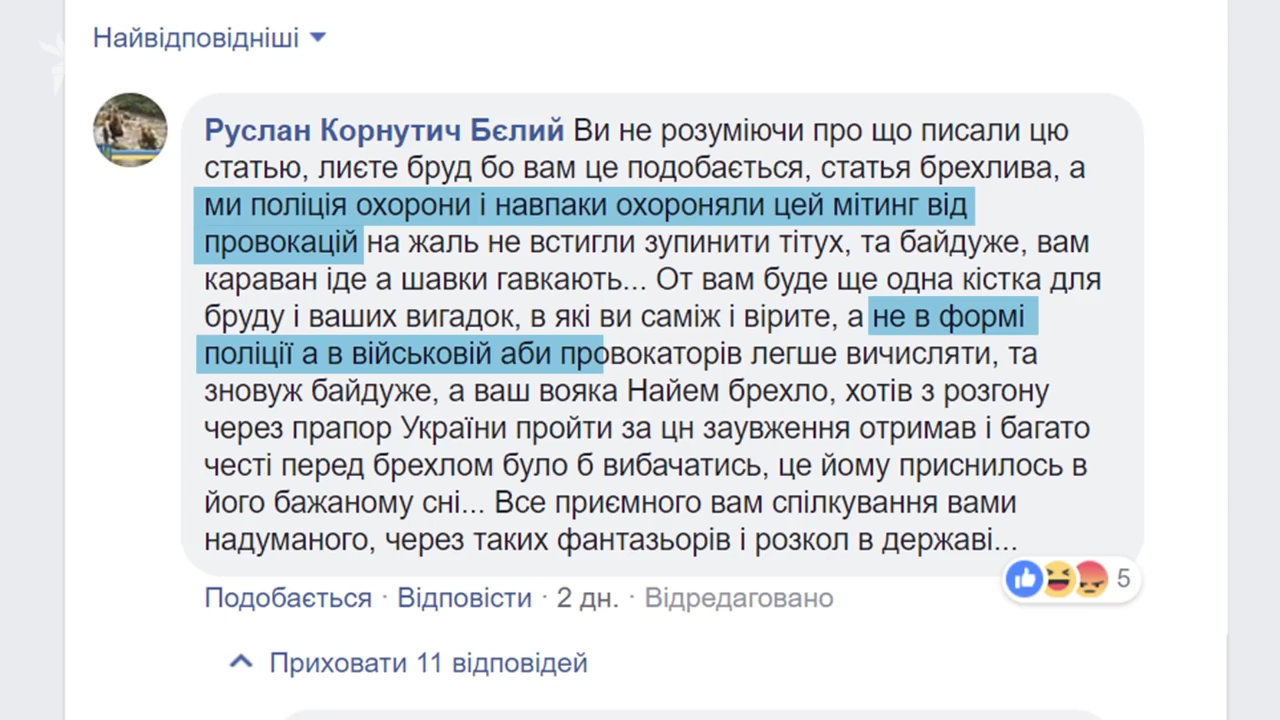 Найвідповідніші
Руслан Корнутич Бєлий Ви не розуміючи про що писали цю
статью, лиєте бруд бо вам це подобається, статья брехлива, а
ми поліція охорони і навпаки охороняли цей мітинг від
провокацій на жаль не встигли зупинити тітух, та байдуже, вам
караван іде а шавки гавкають... От вам буде ще одна кістка для
бруду і ваших вигадок, в які ви саміж і вірите, а не в формі
поліції а в військовій аби провокаторів легше вичисляти, та
зновуж байдуже, а ваш вояка Найем брехло, хотів з розгону
через прапор України пройти за цн заувження отримав і багато
честі перед брехлом було б вибачатись, це йому приснилось в
його бажаному сні... Все приємного вам спілкування вами
надуманого, через таких фантазьорів і розкол в державі...
5
Подобається · Відповісти · 2 дн. · Відредаговано
Приховати 11 відповідей